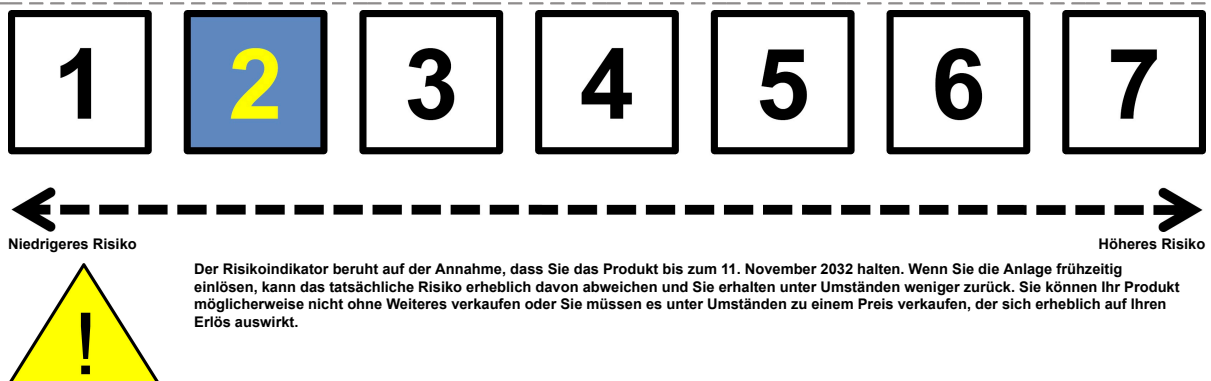 1 2 3 4 5 6 7
Niedrigeres Risiko Höheres Risiko
Der Risikoindikator beruht auf der Annahme, dass Sie das Produkt bis zum 11. November 2032 halten. Wenn Sie die Anlage frühzeitig
einlösen, kann das tatsächliche Risiko erheblich davon abweichen und Sie erhalten unter Umständen weniger zurück. Sie können Ihr Produkt
möglicherweise nicht ohne Weiteres verkaufen oder Sie müssen es unter Umständen zu einem Preis verkaufen, der sich erheblich auf Ihren
Erlös auswirkt.
!